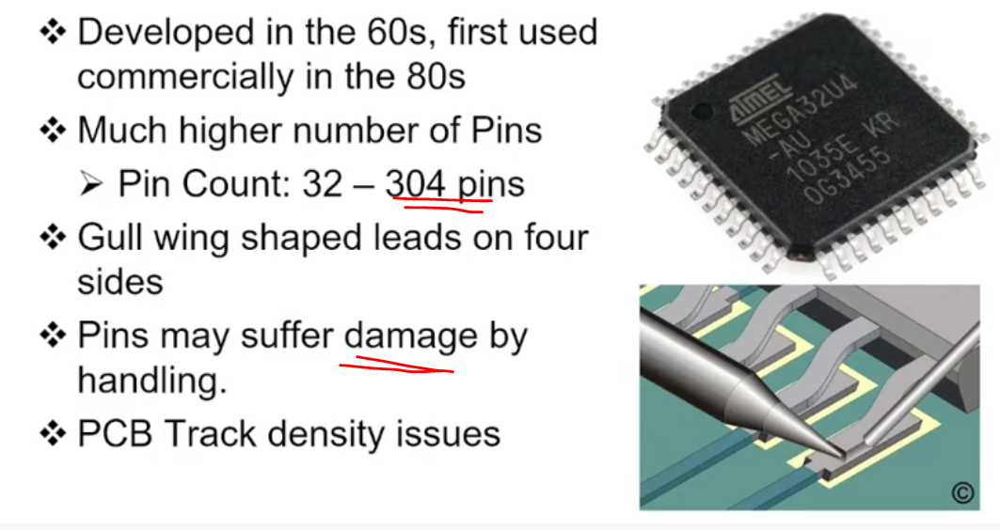 ❖ Developed in the 60s, first used
commercially in the 80s
❖ Much higher number of Pins
➢ Pin Count: 32 – 304 pins
❖ Gull wing shaped leads on four
sides
❖ Pins may suffer damage by
handling.
❖ PCB Track density issues
ATMEL
MEGA32U4
-AU
1035E KR
0G3455
©